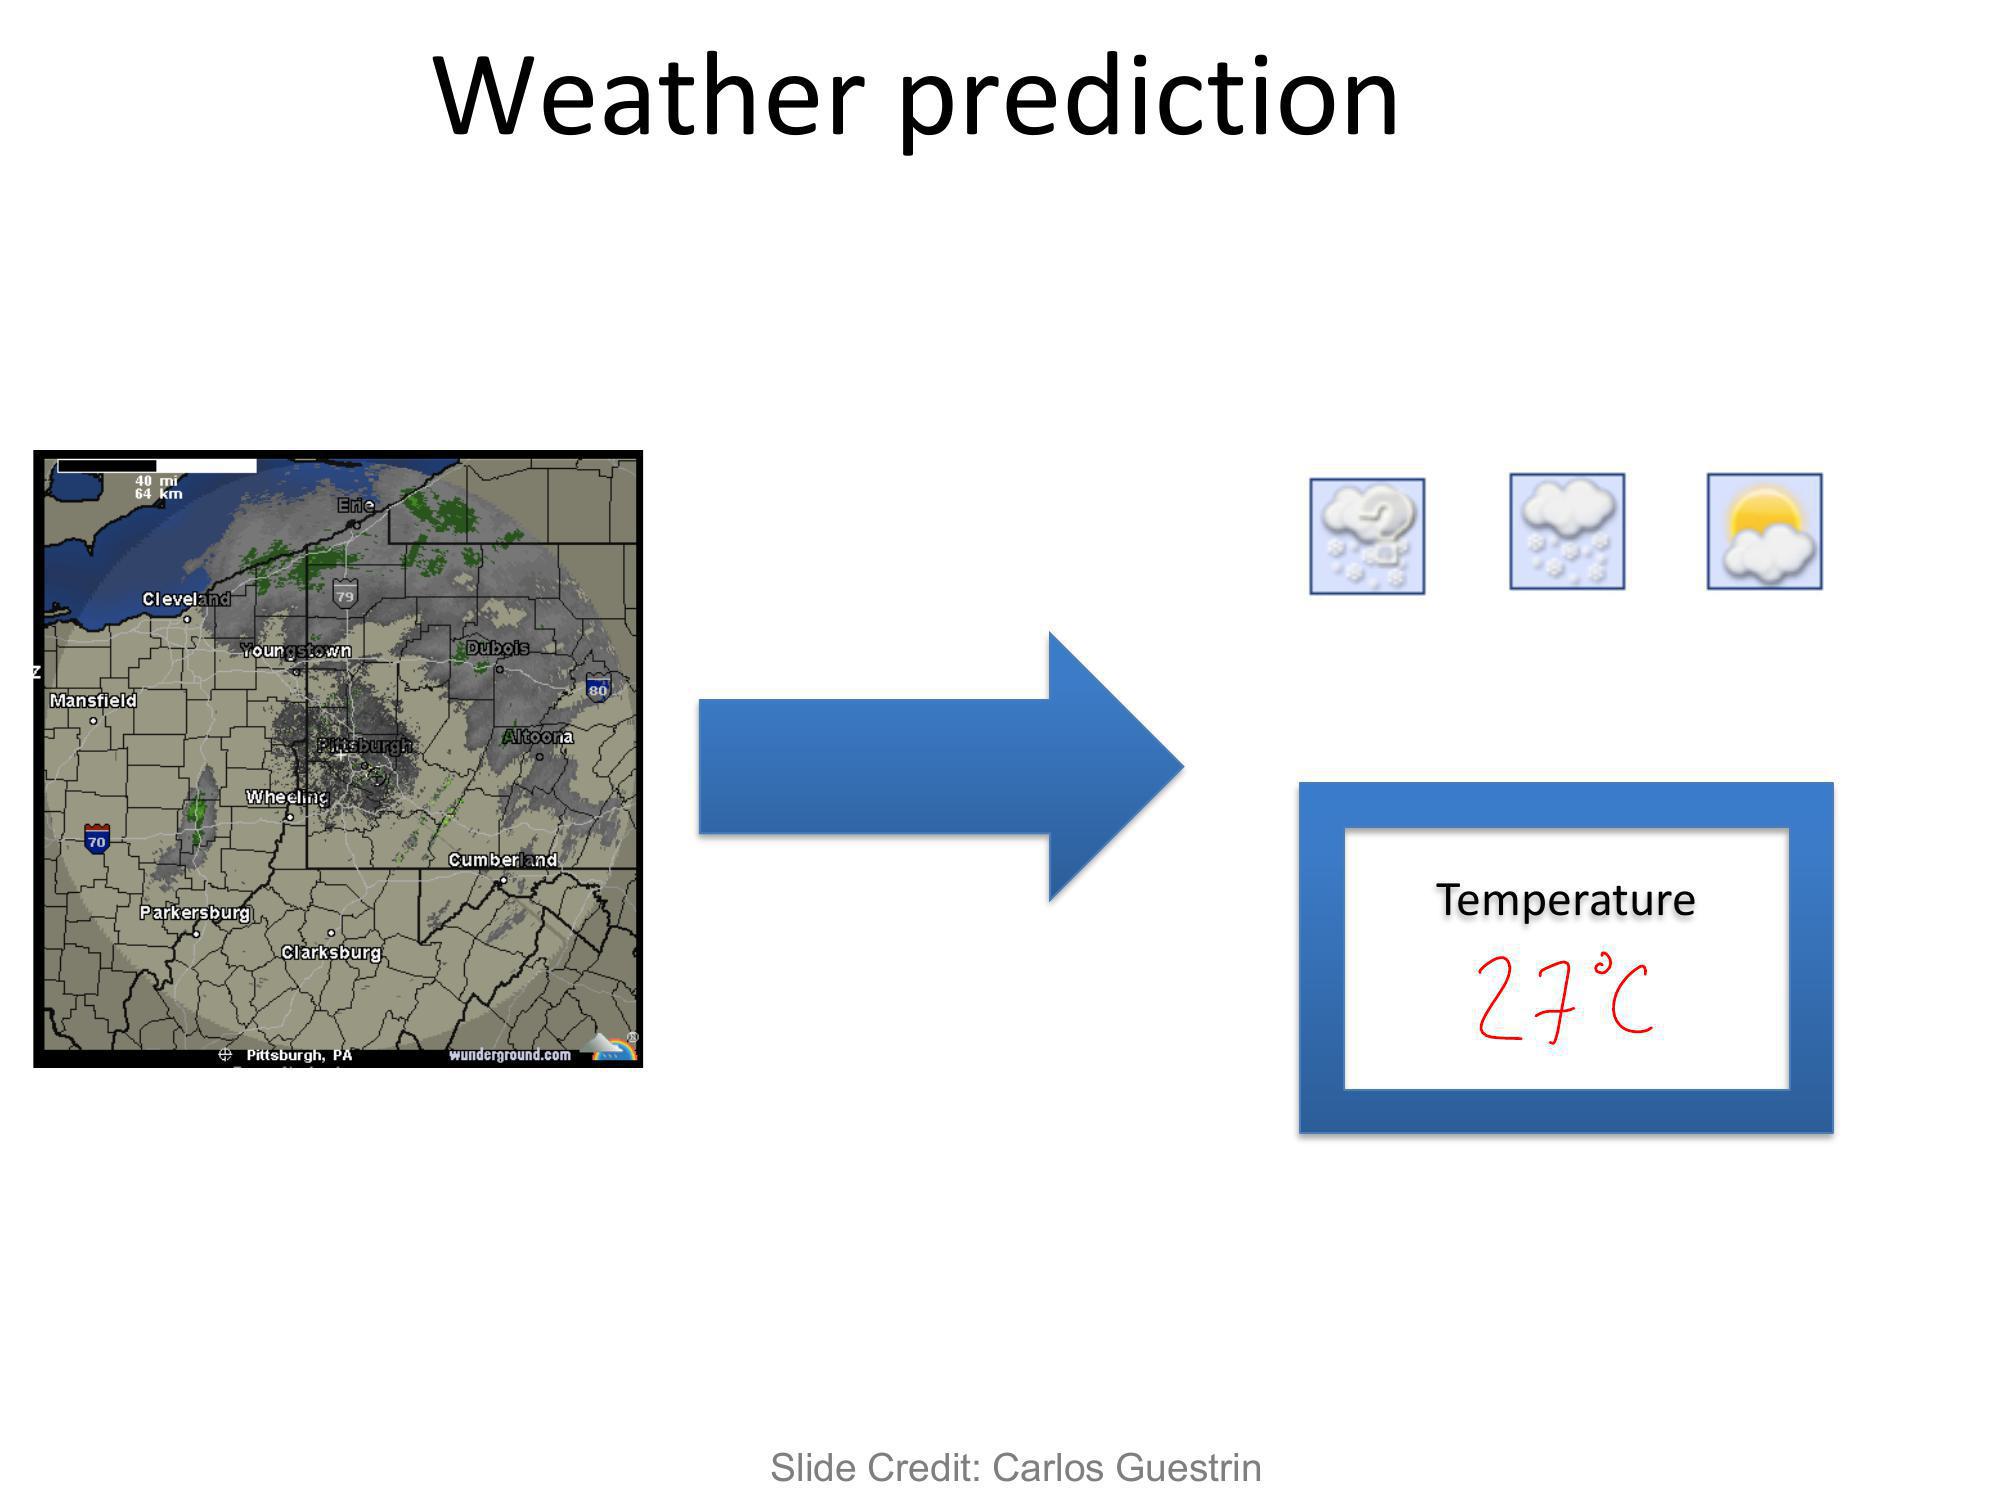 Weather prediction
40 mi
64 km
Erie
Cleveland
79
Youngstown
Dubois
80
Z
Mansfield
Pittsburgh
Altoona
Wheeling
70
Cumberland
Parkersburg
Clarksburg
Pittsburgh, PA
wunderground.com
?
Temperature
27°C
Slide Credit: Carlos Guestrin